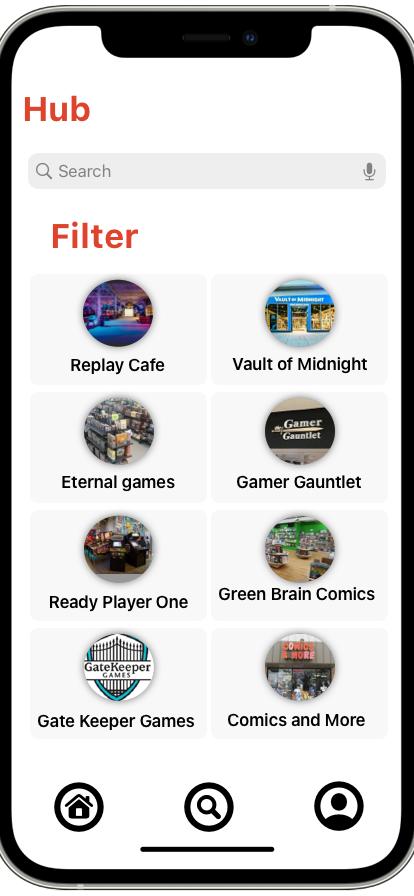 Hub
Search
Filter
VAULT OF MIDNIGHT
Replay Cafe
Vault of Midnight
the Gamer
Gauntlet
Eternal games
Gamer Gauntlet
Ready Player One
Green Brain Comics
GateKeeper
GAMES
COMICS
& MORE
Gate Keeper Games
Comics and More